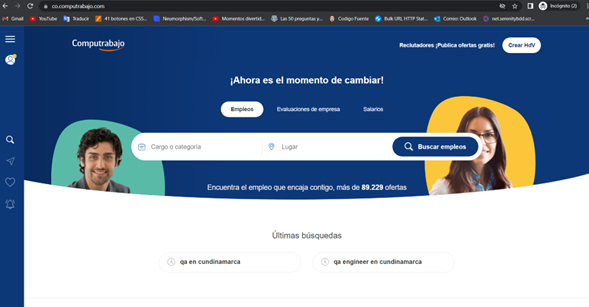 co.computrabajo.com
Incógnito (2)
Gmail
YouTube
Traduce
41 botones en CSS...
Neumorphism/Soft...
Momentos divertid...
Las 50 preguntas y...
Codigo Fuente
Bulk URL HTTP Stat...
Correo: Outlook
net.serenitybdd.scr...
Computrabajo
Reclutadores ¡Publica ofertas gratis!
Crear HdV
¡Ahora es el momento de cambiar!
Empleos
Evaluaciones de empresa
Salarios
Cargo o categoría
Lugar
Buscar empleos
Encuentra el empleo que encaja contigo, más de 89.229 ofertas
Últimas búsquedas
qa en cundinamarca
qa engineer en cundinamarca